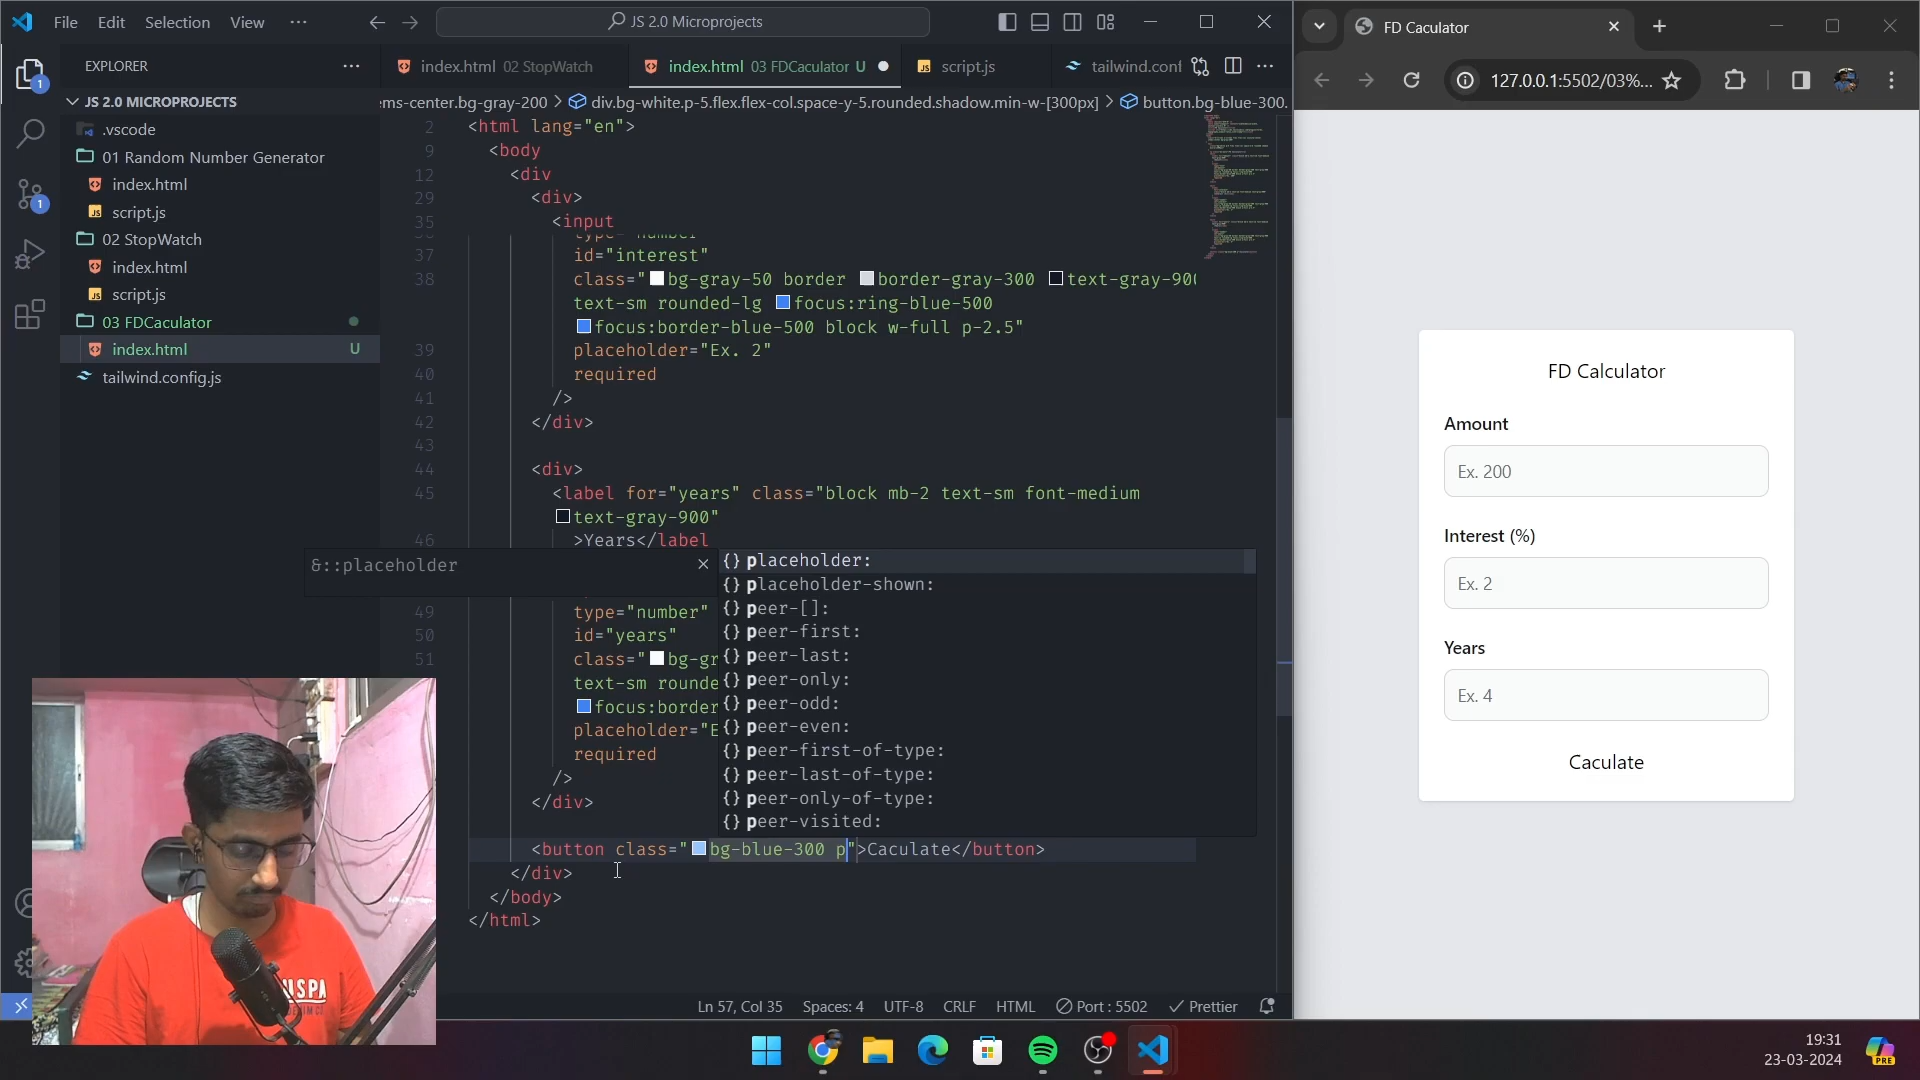 File Edit Selection View ··· JS 2.0 Microprojects
EXPLORER
JS 2.0 MICROPROJECTS
.vscode
01 Random Number Generator
index.html
script.js
02 StopWatch
index.html
script.js
03 FDCaculator
index.html U
tailwind.config.js
1
1
index.html 02 StopWatch index.html 03 FDCaculator U script.js tailwind.conf
ems-center.bg-gray-200 > div.bg-white.p-5.flex.flex-col.space-y-5.rounded.shadow.min-w-[300px] > button.bg-blue-300.
2 <html lang="en">
9 <body
12 <div
29 <div>
35 <input
type="number"
37 id="interest"
38 class="bg-gray-50 border border-gray-300 text-gray-900
text-sm rounded-lg focus:ring-blue-500
focus:border-blue-500 block w-full p-2.5"
39 placeholder="Ex. 2"
40 required
41 />
42 </div>
43
44 <div>
45 <label for="years" class="block mb-2 text-sm font-medium
text-gray-900"
46 >Years</label
&::placeholder
49 type="number"
50 id="years"
51 class="bg-gr
text-sm rounde
focus:border
placeholder="E
required
/>
</div>
<button class="bg-blue-300 p">Caculate</button>
</div>
</body>
</html>
{} placeholder:
{} placeholder-shown:
{} peer-[]:
{} peer-first:
{} peer-last:
{} peer-only:
{} peer-odd:
{} peer-even:
{} peer-first-of-type:
{} peer-last-of-type:
{} peer-only-of-type:
{} peer-visited:
Ln 57, Col 35 Spaces: 4 UTF-8 CRLF HTML Port : 5502 Prettier
FD Caculator
127.0.0.1:5502/03%...
FD Calculator
Amount
Ex. 200
Interest (%)
Ex. 2
Years
Ex. 4
Caculate
USPA
19:31
23-03-2024
PRE